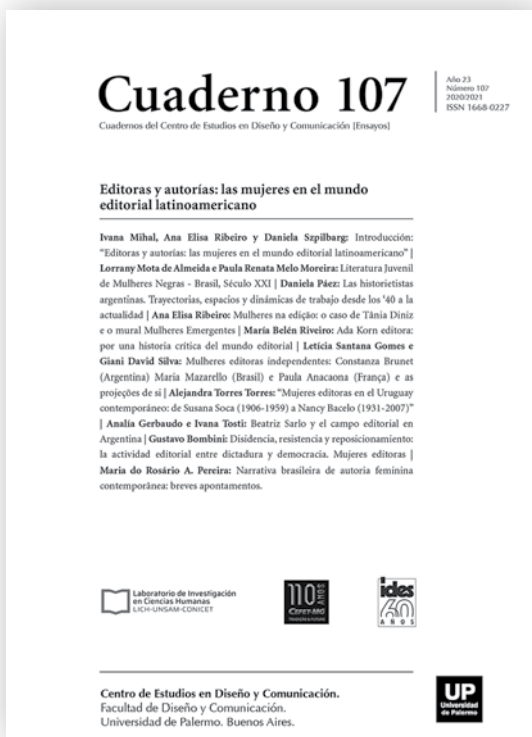 Cuaderno 107
Cuadernos del Centro de Estudios en Diseño y Comunicación [Ensayos]
Año 23
Número 107
2020/2021
ISSN 1668-0227
Editoras y autorías: las mujeres en el mundo
editorial latinoamericano
Ivana Mihal, Ana Elisa Ribeiro y Daniela Szpilbarg: Introducción:
“Editoras y autorías: las mujeres en el mundo editorial latinoamericano” |
Lorrany Mota de Almeida e Paula Renata Melo Moreira: Literatura Juvenil
de Mulheres Negras - Brasil, Século XXI | Daniela Páez: Las historietistas
argentinas. Trayectorias, espacios y dinámicas de trabajo desde los '40 a la
actualidad | Ana Elisa Ribeiro: Mulheres na edição: o caso de Tânia Diniz
e o mural Mulheres Emergentes | María Belén Riveiro: Ada Korn editora:
por una historia crítica del mundo editorial | Letícia Santana Gomes e
Giani David Silva: Mulheres editoras independentes: Constanza Brunet
(Argentina) Maria Mazarello (Brasil) e Paula Anacaona (França) e as
projeções de si | Alejandra Torres Torres: “Mujeres editoras en el Uruguay
contemporáneo: de Susana Soca (1906-1959) a Nancy Bacelo (1931-2007)”
| Analía Gerbaudo e Ivana Tosti: Beatriz Sarlo y el campo editorial en
Argentina | Gustavo Bombini: Disidencia, resistencia y reposicionamiento:
la actividad editorial entre dictadura y democracia. Mujeres editoras |
Maria do Rosário A. Pereira: Narrativa brasileira de autoria feminina
contemporânea: breves apontamentos.
Laboratorio de Investigación
en Ciencias Humanas
LICH-UNSAM-CONICET
110 ANOS
CEFET-MG
TRADIÇÃO & FUTURO
ides
60
AÑOS
Centro de Estudios en Diseño y Comunicación.
Facultad de Diseño y Comunicación.
Universidad de Palermo. Buenos Aires.
UP
Universidad
de Palermo